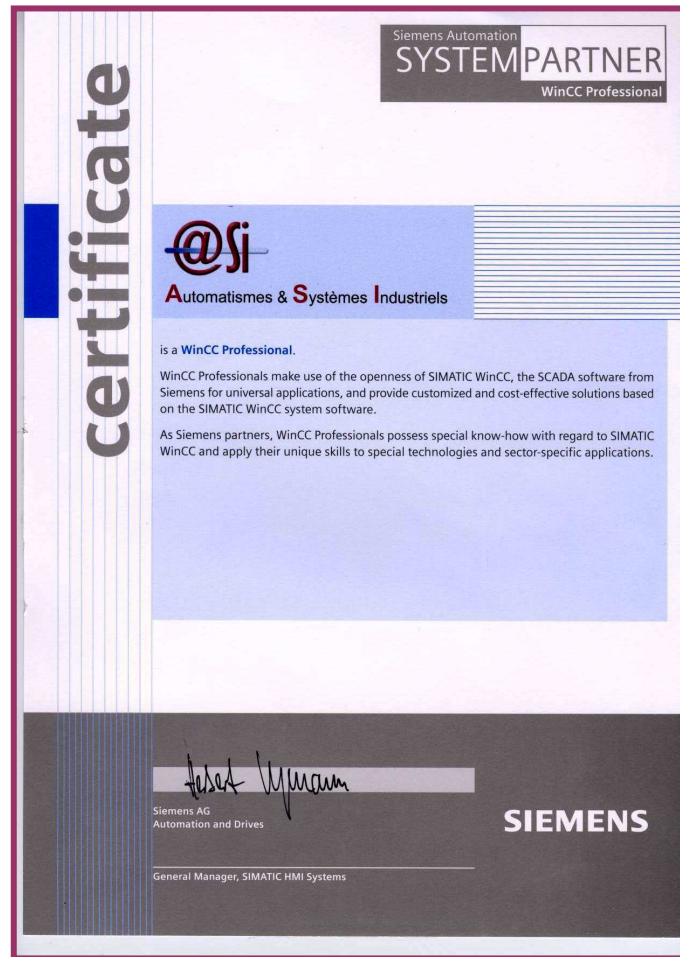 Siemens Automation
SYSTEM PARTNER
WinCC Professional
certificate
@Si
Automatismes & Systèmes Industriels
is a WinCC Professional.
WinCC Professionals make use of the openness of SIMATIC WinCC, the SCADA software from
Siemens for universal applications, and provide customized and cost-effective solutions based
on the SIMATIC WinCC system software.
As Siemens partners, WinCC Professionals possess special know-how with regard to SIMATIC
WinCC and apply their unique skills to special technologies and sector-specific applications.
Siemens AG
Automation and Drives
SIEMENS
General Manager, SIMATIC HMI Systems